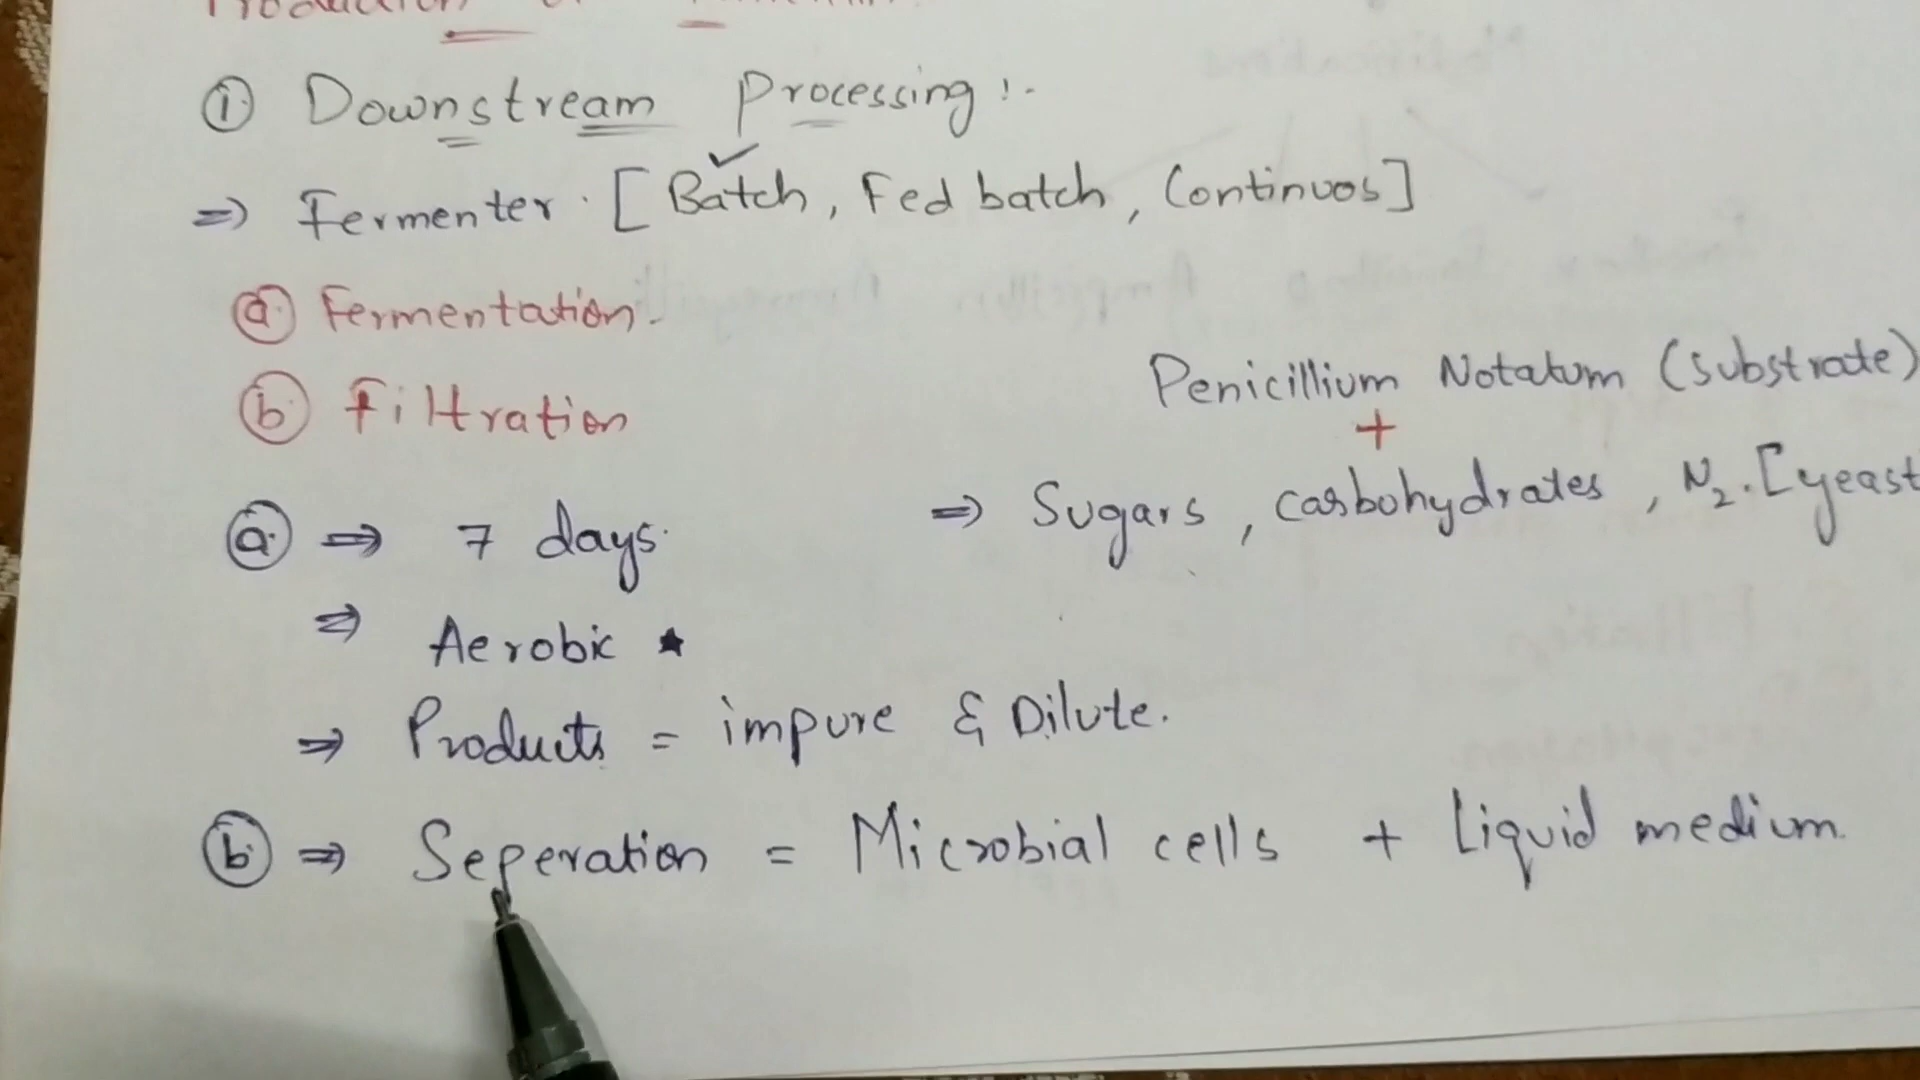 ① Downstream Processing :-
⇒ Fermenter. [Batch, Fed batch, Continuos]
ⓐ Fermentation.
ⓑ Filtration
Penicillium Notatum (substrate)
+
⇒ Sugars, carbohydrates, N₂. [yeast
ⓐ ⇒ 7 days.
⇒ Aerobic ★
⇒ Products = impure & Dilute.
ⓑ ⇒ Seperation = Microbial cells + Liquid medium.